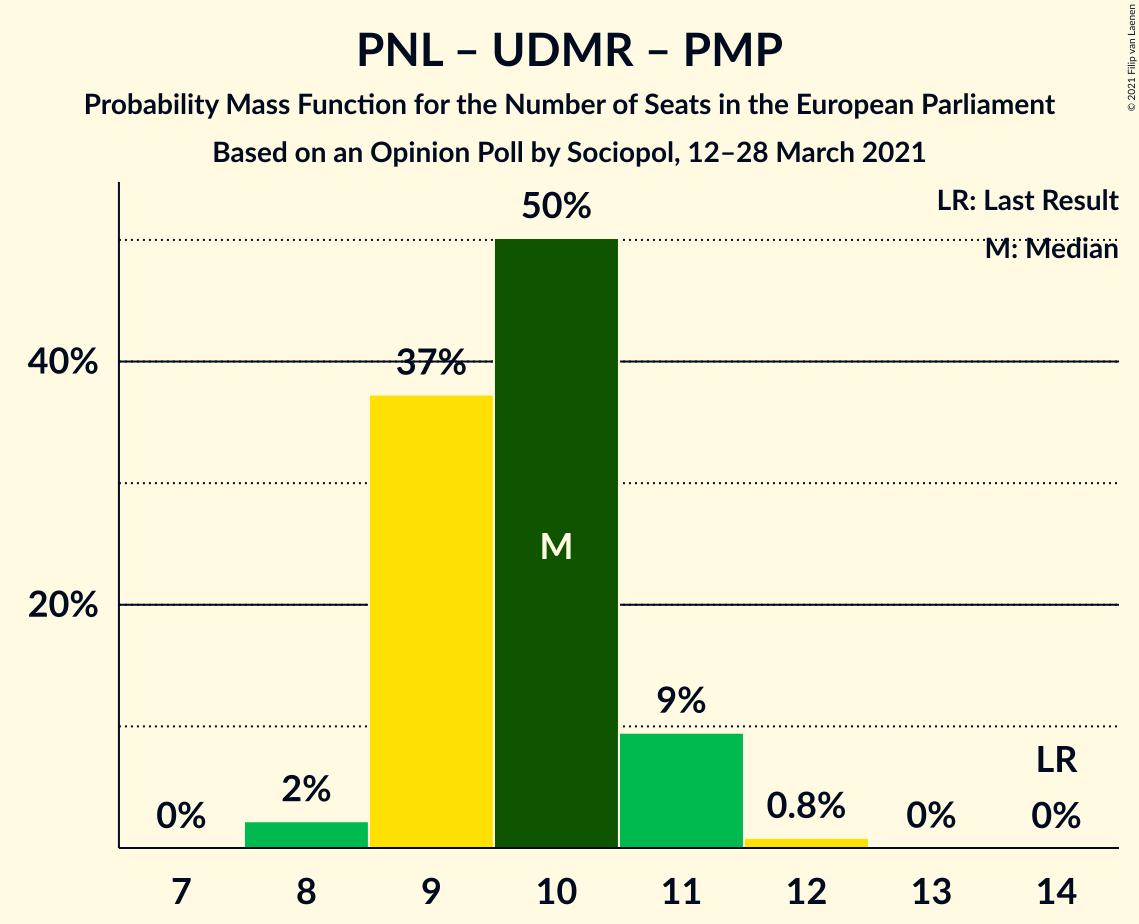 PNL – UDMR – PMP
Probability Mass Function for the Number of Seats in the European Parliament
Based on an Opinion Poll by Sociopol, 12–28 March 2021
© 2021 Filip van Laenen
LR: Last Result
M: Median
50%
40%
37%
M
20%
9%
LR
2%
0.8%
0%
0%
0%
7 8 9 10 11 12 13 14